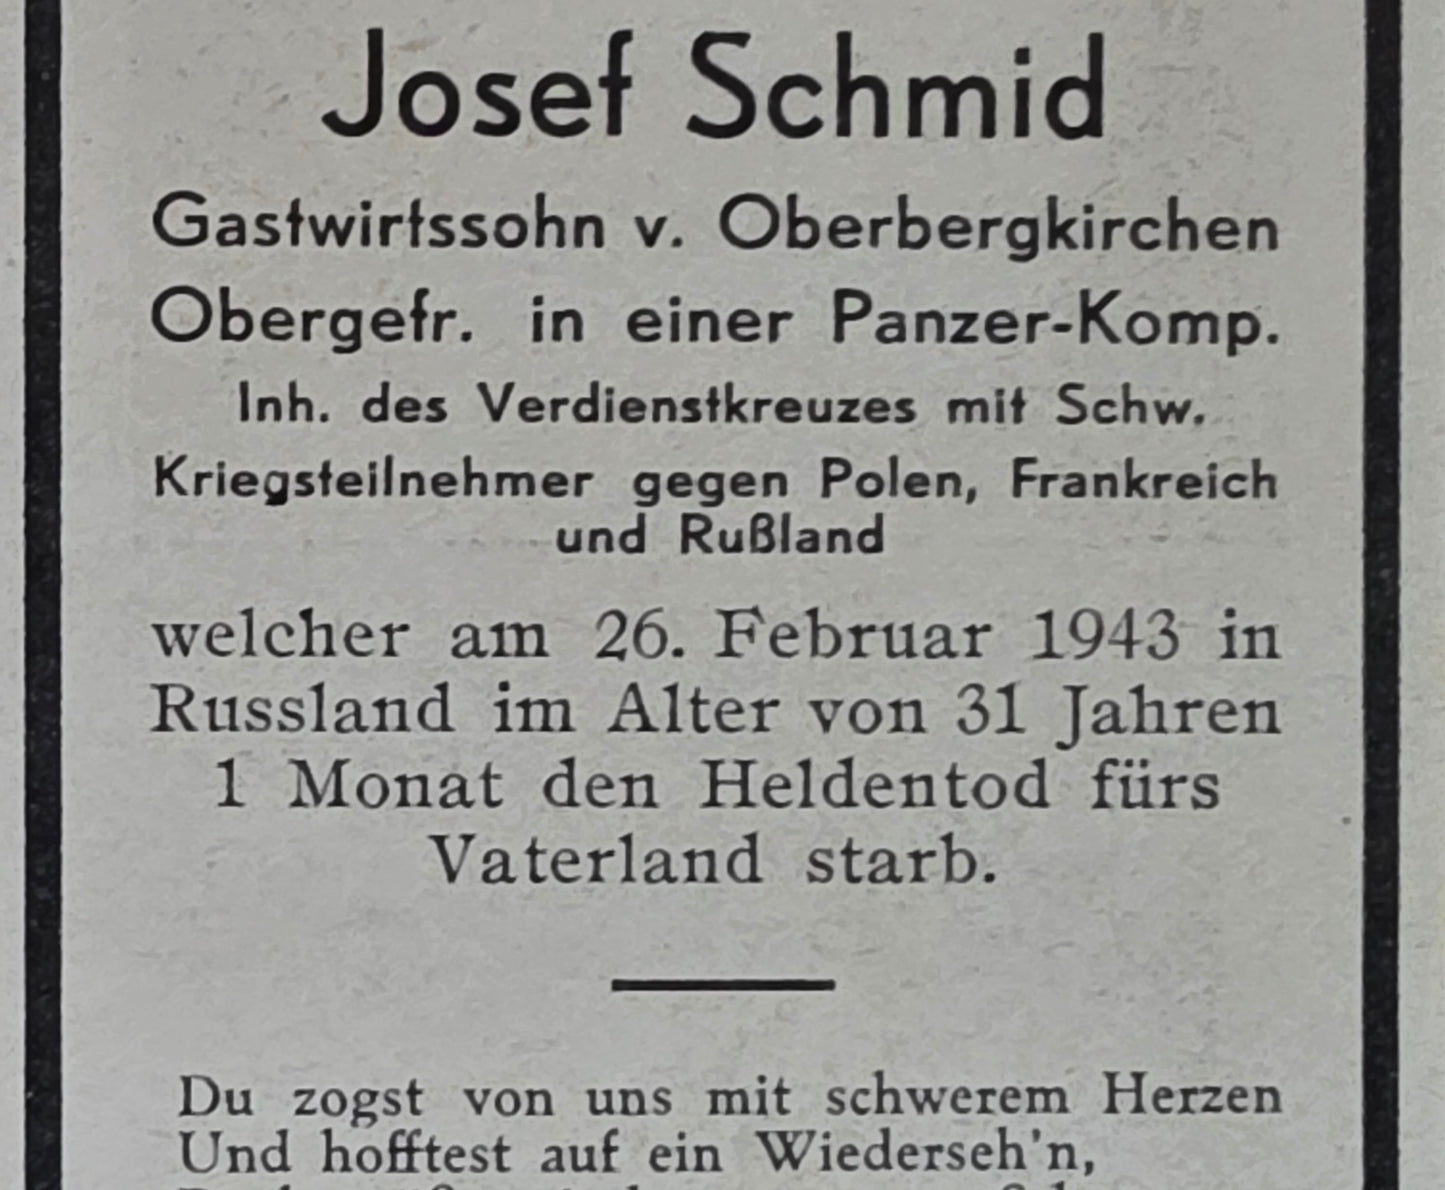 Josef Schmid
Gastwirtssohn v. Oberbergkirchen
Obergefr. in einer Panzer-Komp.
Inh. des Verdienstkreuzes mit Schw.
Kriegsteilnehmer gegen Polen, Frankreich
und Rußland
welcher am 26. Februar 1943 in
Russland im Alter von 31 Jahren
1 Monat den Heldentod fürs
Vaterland starb.
Du zogst von uns mit schwerem Herzen
Und hofftest auf ein Wiederseh'n,